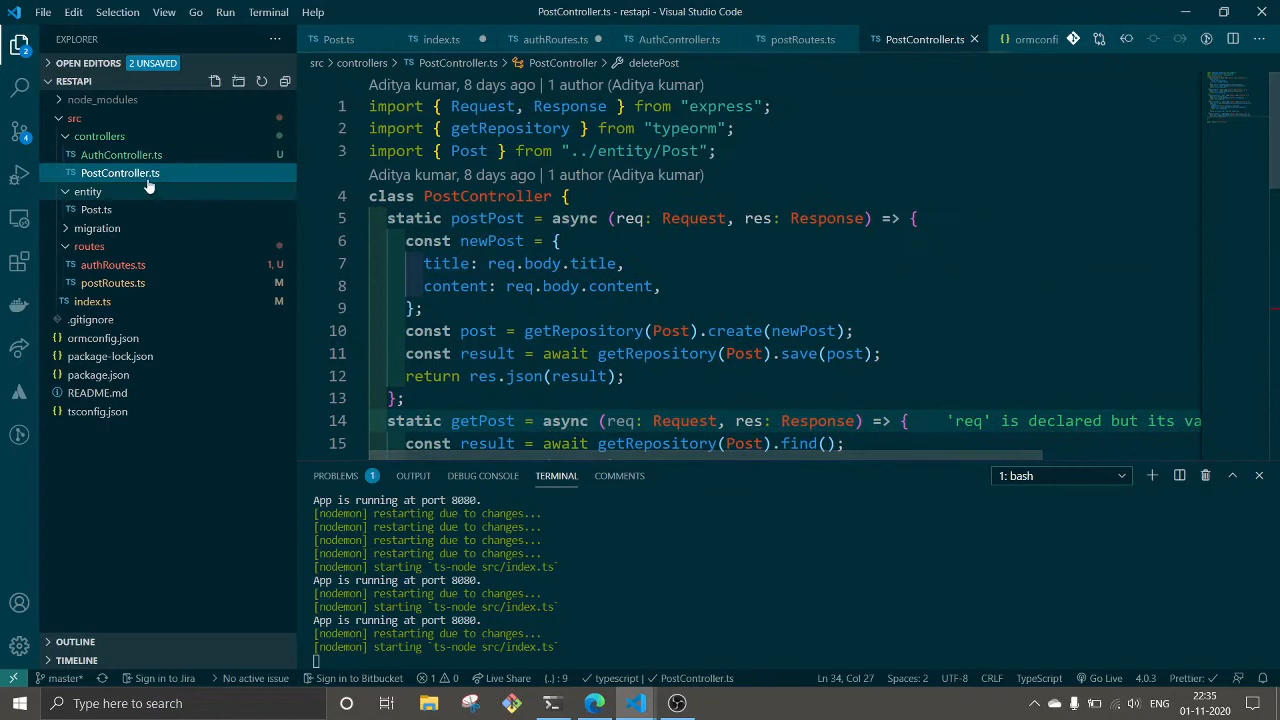 File Edit Selection View Go Run Terminal Help PostController.ts - restapi - Visual Studio Code
EXPLORER
Post.ts index.ts authRoutes.ts AuthController.ts postRoutes.ts PostController.ts ormconfi
OPEN EDITORS 2 UNSAVED
src > controllers > PostController.ts > PostController > deletePost
RESTAPI
node_modules
src
controllers
AuthController.ts U
PostController.ts
entity
Post.ts
migration
routes
authRoutes.ts 1, U
postRoutes.ts M
index.ts M
.gitignore
ormconfig.json
package-lock.json
package.json
README.md
tsconfig.json
OUTLINE
TIMELINE
Aditya kumar, 8 days ago | 1 author (Aditya kumar)
1 import { Request, Response } from "express";
2 import { getRepository } from "typeorm";
3 import { Post } from "../entity/Post";
Aditya kumar, 8 days ago | 1 author (Aditya kumar)
4 class PostController {
5 static postPost = async (req: Request, res: Response) => {
6 const newPost = {
7 title: req.body.title,
8 content: req.body.content,
9 };
10 const post = getRepository(Post).create(newPost);
11 const result = await getRepository(Post).save(post);
12 return res.json(result);
13 };
14 static getPost = async (req: Request, res: Response) => { 'req' is declared but its va
15 const result = await getRepository(Post).find();
PROBLEMS 1 OUTPUT DEBUG CONSOLE TERMINAL COMMENTS 1: bash
App is running at port 8080.
[nodemon] restarting due to changes...
[nodemon] restarting due to changes...
[nodemon] restarting due to changes...
[nodemon] restarting due to changes...
[nodemon] starting `ts-node src/index.ts`
App is running at port 8080.
[nodemon] restarting due to changes...
[nodemon] starting `ts-node src/index.ts`
App is running at port 8080.
[nodemon] restarting due to changes...
[nodemon] starting `ts-node src/index.ts`
master* Sign in to Jira No active issue Sign in to Bitbucket 1 0 Live Share {..} : 9 typescript | PostController.ts Ln 34, Col 27 Spaces: 2 UTF-8 CRLF TypeScript Go Live 4.0.3 Prettier: ✓
Type here to search ENG 22:35
01-11-2020
2
4